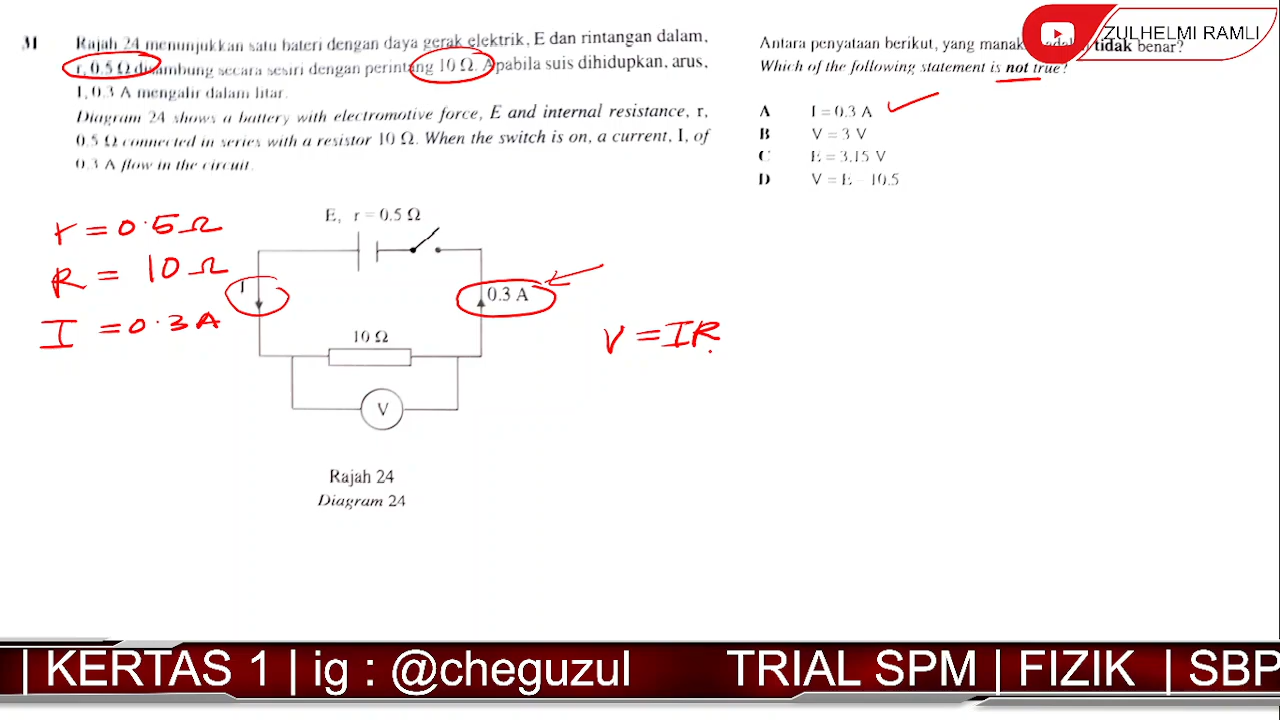 ZULHELMI RAMLI
31 Rajah 24 menunjukkan satu bateri dengan daya gerak elektrik, E dan rintangan dalam,
r, 0.5 Ω disambung secara sesiri dengan perintang 10 Ω. Apabila suis dihidupkan, arus,
I, 0.3 A mengalir dalam litar.
Diagram 24 shows a battery with electromotive force, E and internal resistance, r,
0.5 Ω connected in series with a resistor 10 Ω. When the switch is on, a current, I, of
0.3 A flow in the circuit.
Antara penyataan berikut, yang manakah adalah tidak benar?
Which of the following statement is not true?
A I = 0.3 A
B V = 3 V
C E = 3.15 V
D V = E – 10.5
E, r = 0.5 Ω
I
0.3 A
10 Ω
V
Rajah 24
Diagram 24
r = 0.5 Ω
R = 10 Ω
I = 0.3 A
V = IR
| KERTAS 1 | ig : @cheguzul TRIAL SPM | FIZIK | SBP